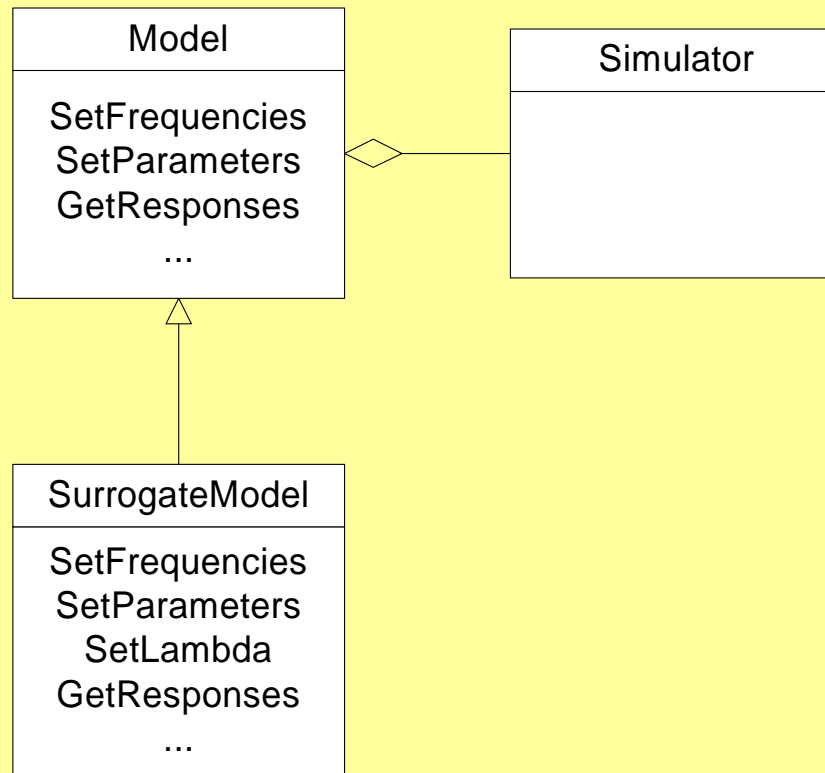 Model
SetFrequencies
SetParameters
GetResponses
...
Simulator
SurrogateModel
SetFrequencies
SetParameters
SetLambda
GetResponses
...